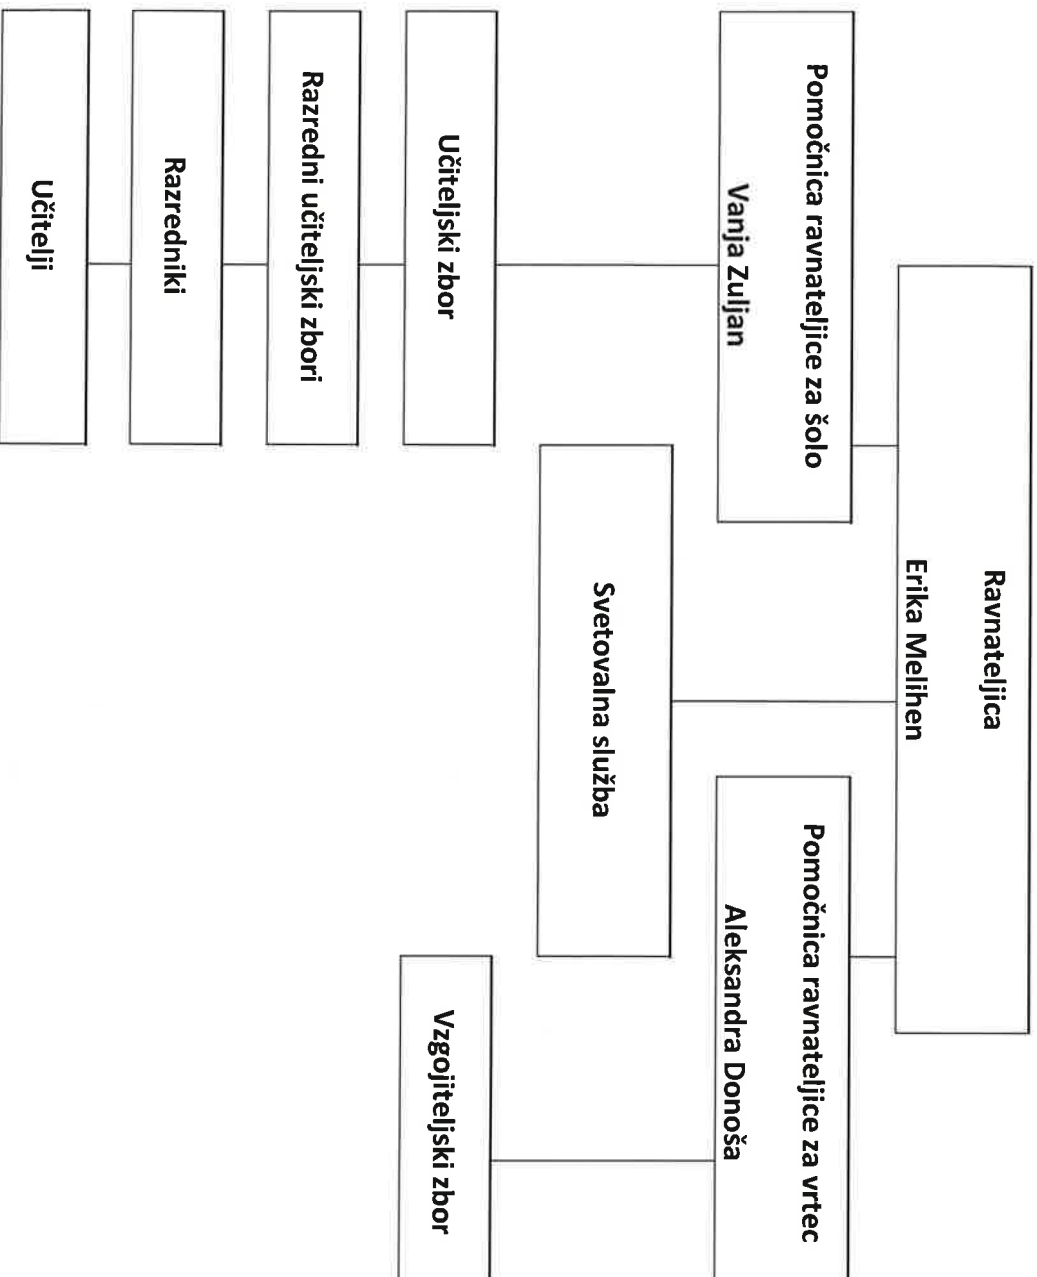 Ravnateljica
Erika Melihen
Pomočnica ravnateljice za šolo
Vanja Zuljan
Pomočnica ravnateljice za vrtec
Aleksandra Donoša
Svetovalna služba
Učiteljski zbor
Vzgojiteljski zbor
Razredni učiteljski zbori
Razredniki
Učitelji